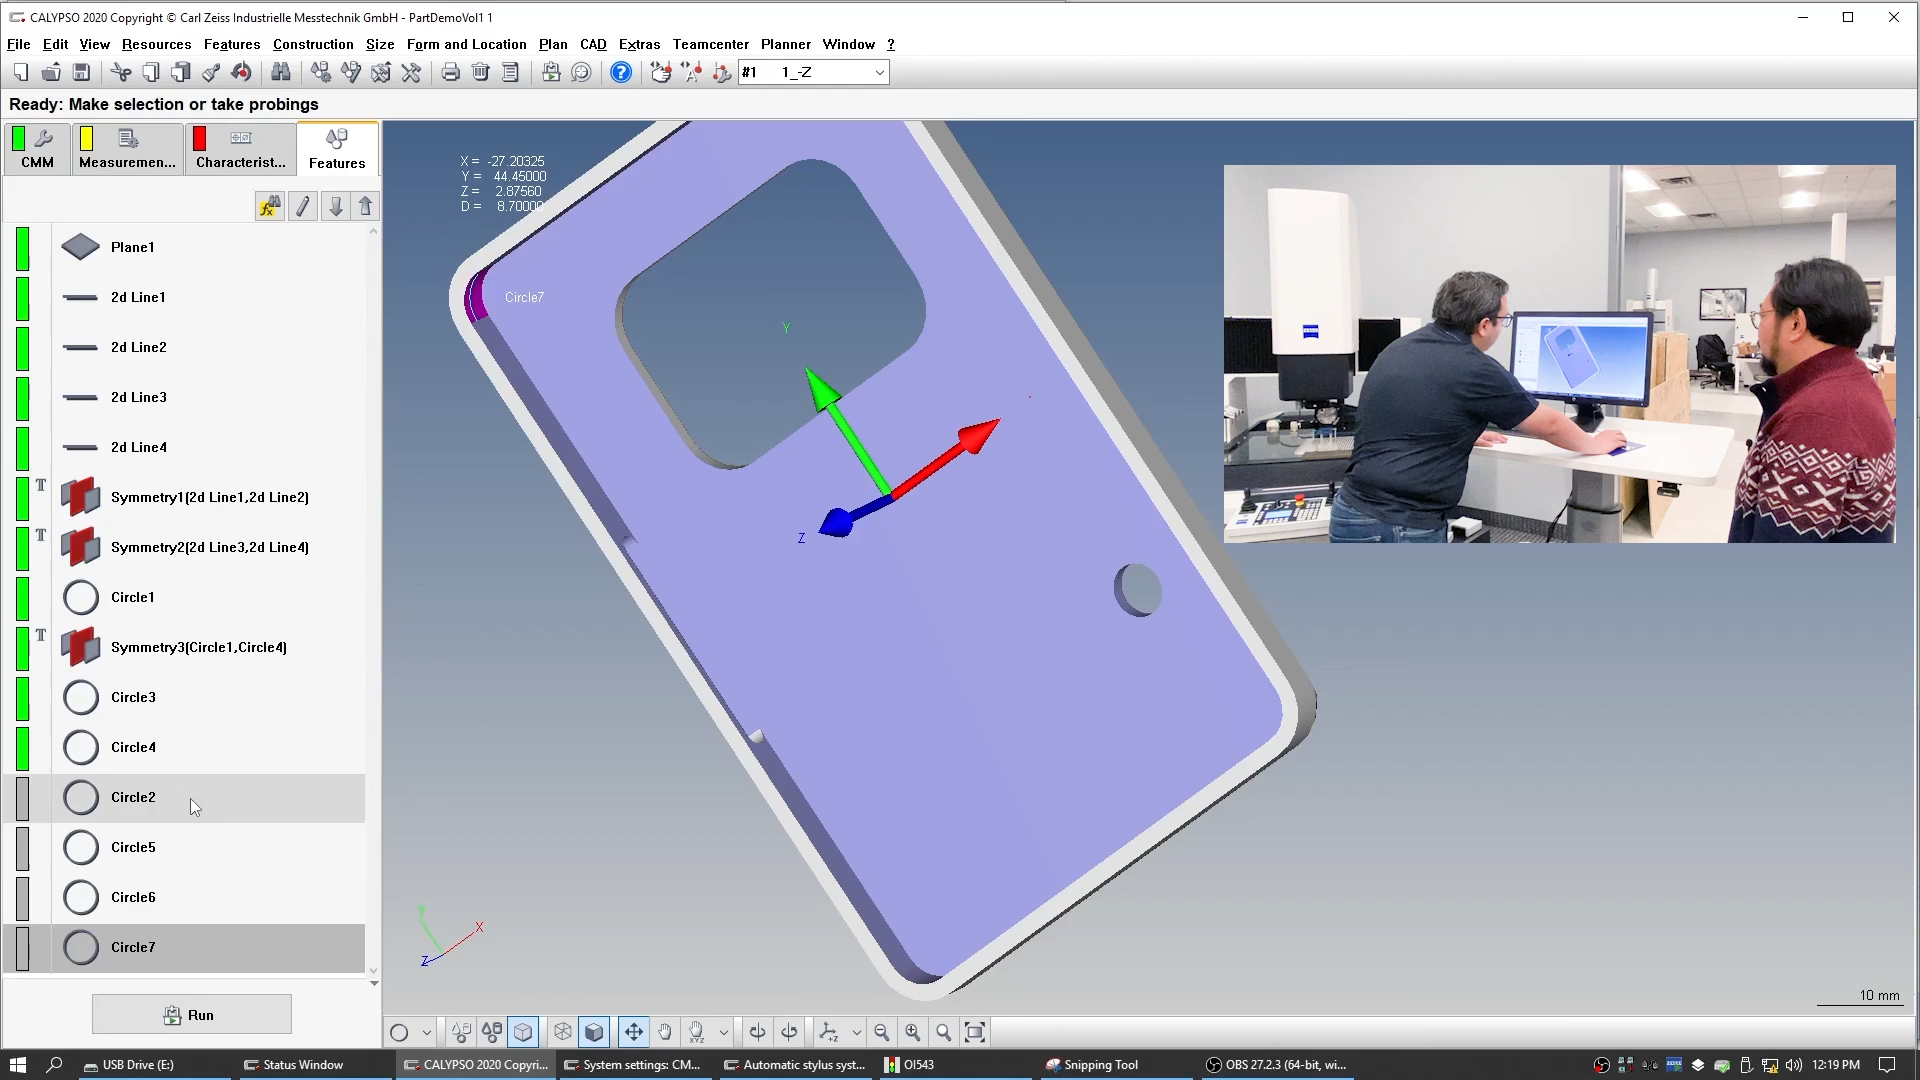 CALYPSO 2020 Copyright © Carl Zeiss Industrielle Messtechnik GmbH - PartDemoVol1 1
File Edit View Resources Features Construction Size Form and Location Plan CAD Extras Teamcenter Planner Window ?
#1 1_-Z
Ready: Make selection or take probings
CMM Measuremen... Characterist... Features
X = -27.20325
Y = 44.45000
Z = 2.87560
D = 8.70000
Plane1
2d Line1
2d Line2
2d Line3
2d Line4
T Symmetry1(2d Line1,2d Line2)
T Symmetry2(2d Line3,2d Line4)
Circle1
T Symmetry3(Circle1,Circle4)
Circle3
Circle4
Circle2
Circle5
Circle6
Circle7
Run
Circle7
Y
Z
X
Z
10 mm
XYZ
USB Drive (E:) Status Window CALYPSO 2020 Copyri... System settings: CM... Automatic stylus syst... OI543 Snipping Tool OBS 27.2.3 (64-bit, wi... 12:19 PM